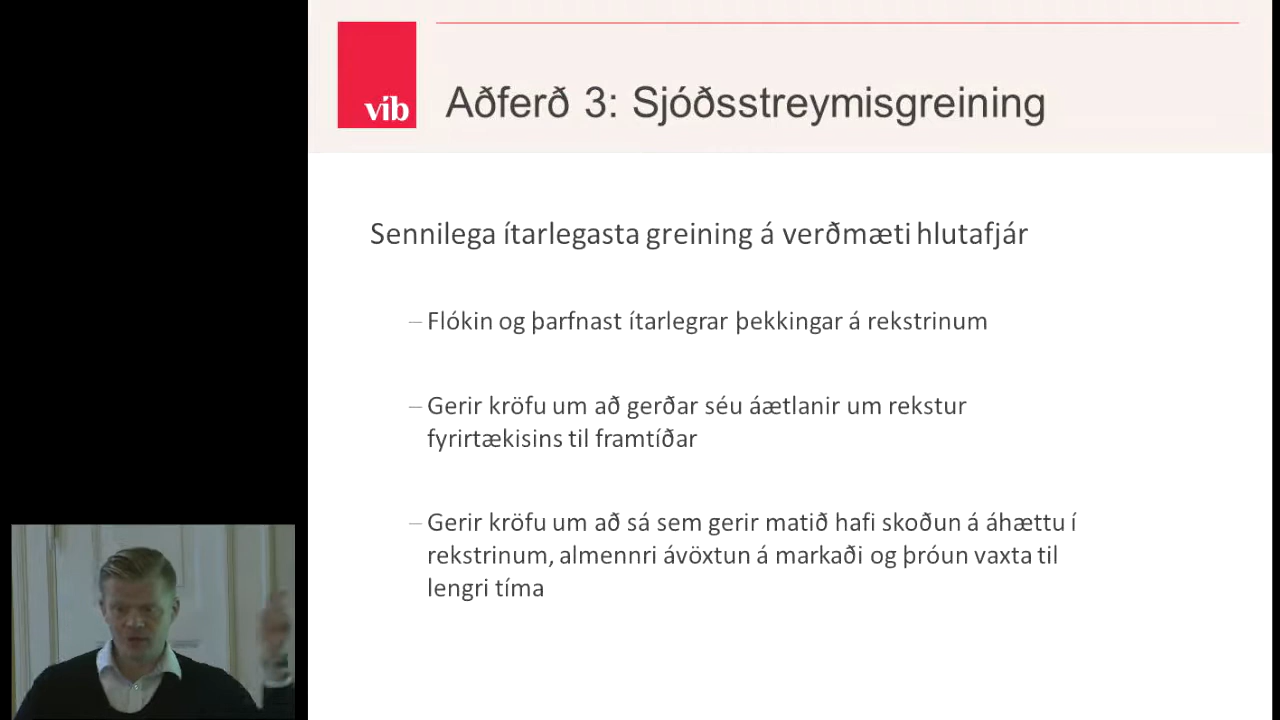 víb
Aðferð 3: Sjóðsstreymisgreining
Sennilega ítarlegasta greining á verðmæti hlutafjár
– Flókin og þarfnast ítarlegrar þekkingar á rekstrinum
– Gerir kröfu um að gerðar séu áætlanir um rekstur
fyrirtækisins til framtíðar
– Gerir kröfu um að sá sem gerir matið hafi skoðun á áhættu í
rekstrinum, almennri ávöxtun á markaði og þróun vaxta til
lengri tíma